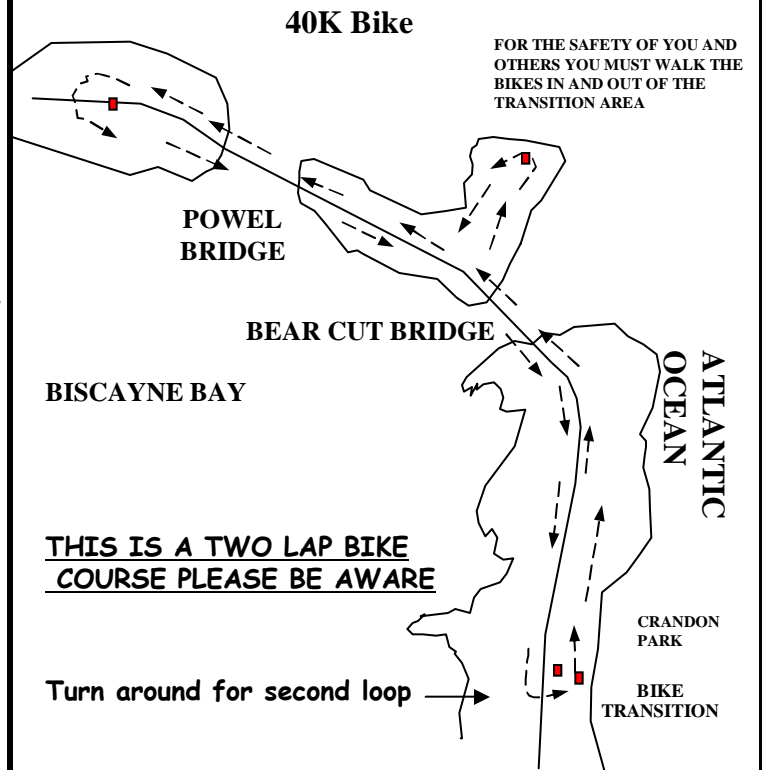 40K Bike
FOR THE SAFETY OF YOU AND
OTHERS YOU MUST WALK THE
BIKES IN AND OUT OF THE
TRANSITION AREA
POWEL
BRIDGE
BEAR CUT BRIDGE
BISCAYNE BAY
ATLANTIC
OCEAN
THIS IS A TWO LAP BIKE
COURSE PLEASE BE AWARE
CRANDON
PARK
Turn around for second loop
BIKE
TRANSITION